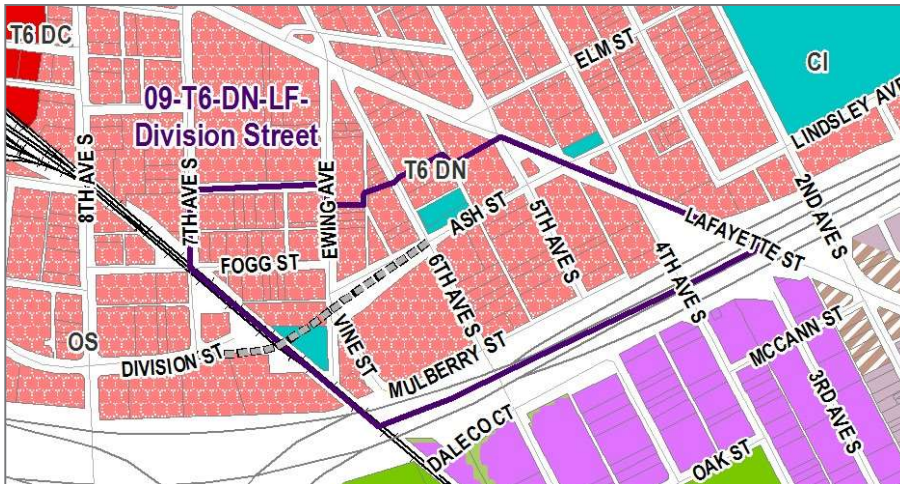 T6 DC
ELM ST
CI
09-T6-DN-LF-
Division Street
LINDSLEY AVE
8TH AVE S
7TH AVE S
EWING AVE
T6 DN
ASH ST
5TH AVE S
2ND AVE S
LAFAYETTE ST
FOGG ST
6TH AVE S
4TH AVE S
OS
DIVISION ST
VINE ST
MULBERRY ST
MCCANN ST
3RD AVE S
DALECO CT
OAK ST